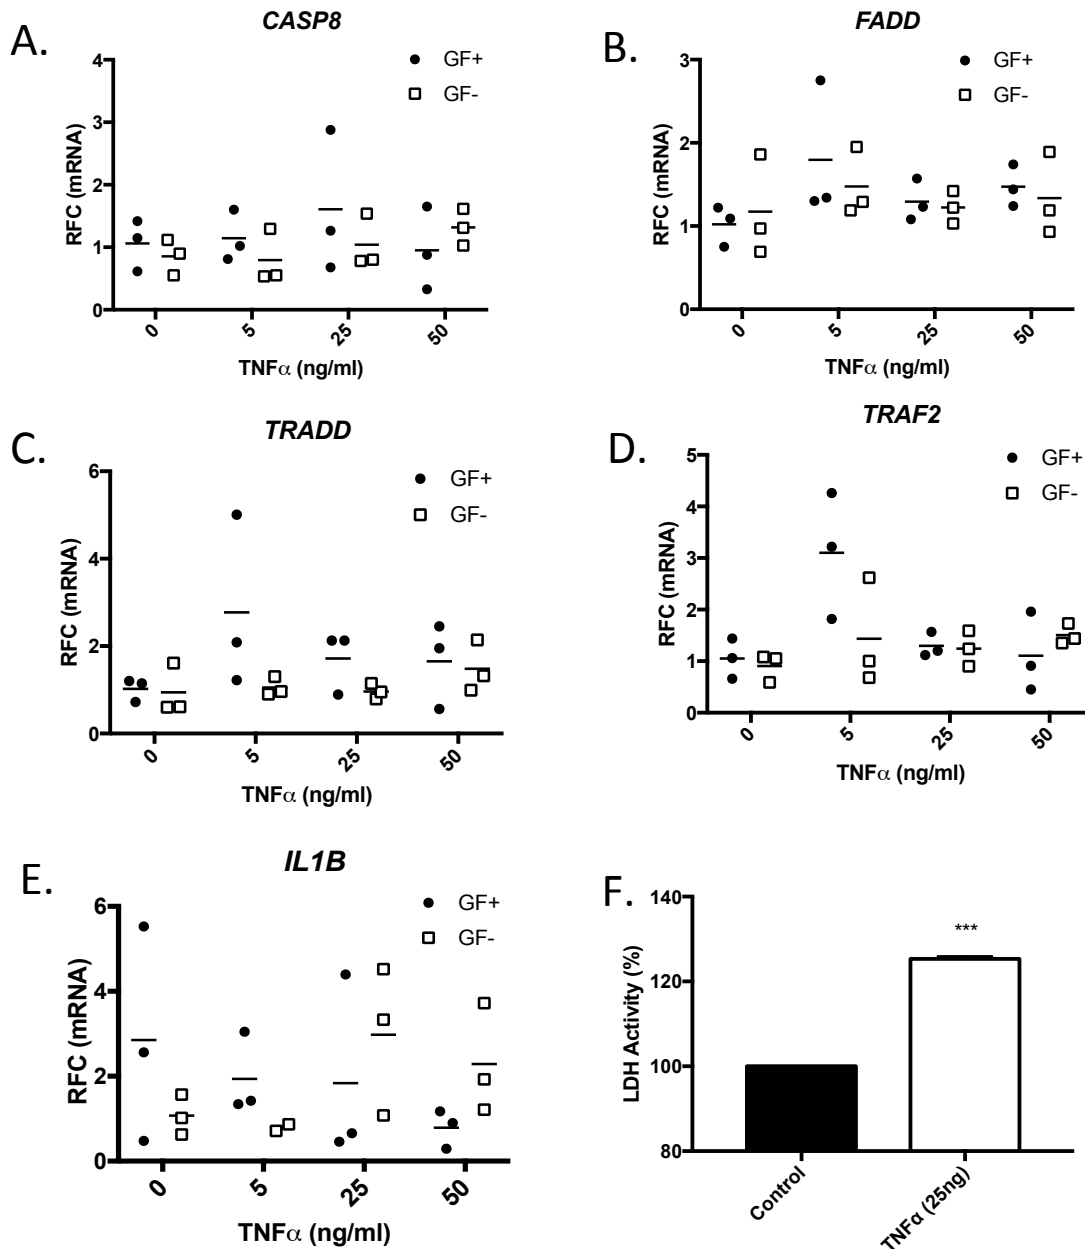 A.
CASP8
GF+
GF-
RFC (mRNA)
4
3
2
1
0
0
5
25
50
TNFα (ng/ml)
B.
FADD
GF+
GF-
RFC (mRNA)
3
2
1
0
0
5
25
50
TNFα (ng/ml)
C.
TRADD
GF+
GF-
RFC (mRNA)
6
4
2
0
0
5
25
50
TNFα (ng/ml)
D.
TRAF2
GF+
GF-
RFC (mRNA)
5
4
3
2
1
0
0
5
25
50
TNFα (ng/ml)
E.
IL1B
GF+
GF-
RFC (mRNA)
6
4
2
0
0
5
25
50
TNFα (ng/ml)
F.
LDH Activity (%)
140
120
100
80
***
Control
TNFα (25ng)